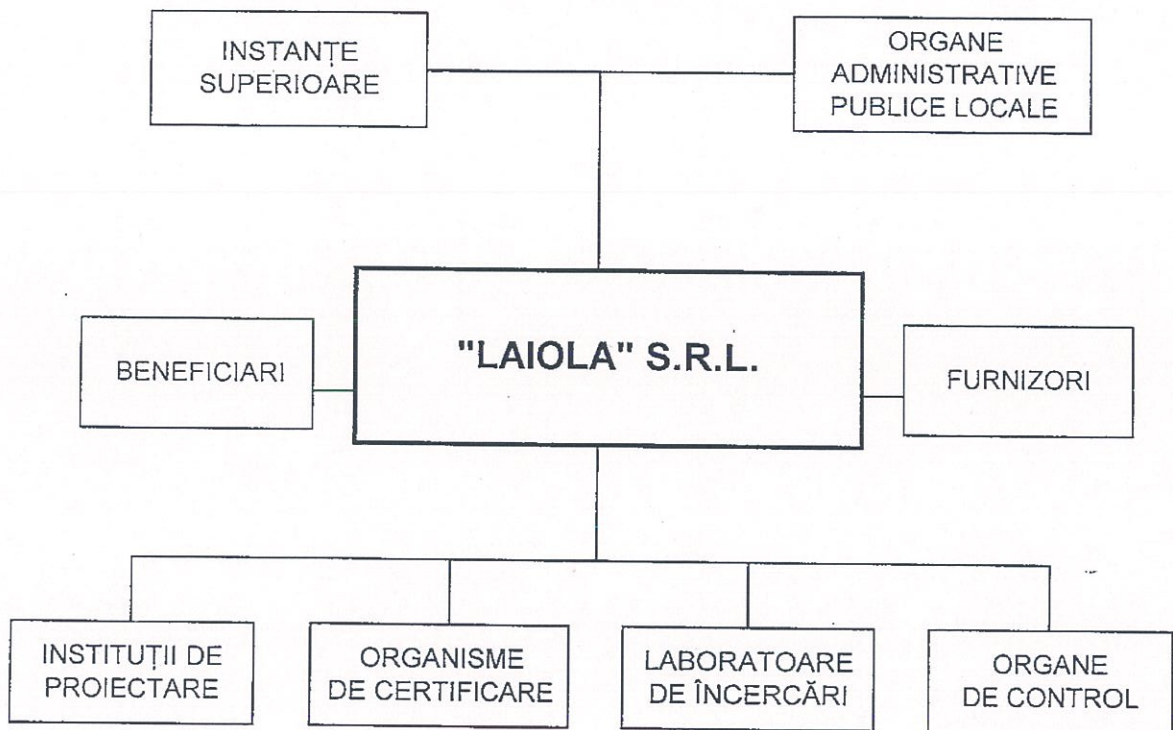 INSTANȚE
SUPERIOARE
ORGANE
ADMINISTRATIVE
PUBLICE LOCALE
BENEFICIARI
"LAIOLA" S.R.L.
FURNIZORI
INSTITUȚII DE
PROIECTARE
ORGANISME
DE CERTIFICARE
LABORATOARE
DE ÎNCERCĂRI
ORGANE
DE CONTROL